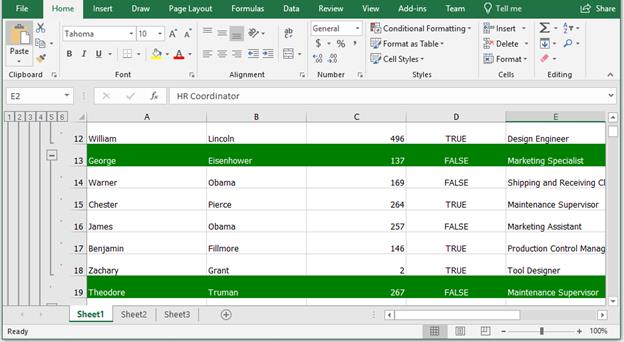 File Home Insert Draw Page Layout Formulas Data Review View Add-ins Team Tell me Share
Tahoma 10 General Conditional Formatting Insert
Paste B I U A $ % , Format as Table Delete
Cell Styles Format
Clipboard Font Alignment Number Styles Cells Editing
E2 fx HR Coordinator
1 2 3 4 5 6 A B C D E
12 William Lincoln 496 TRUE Design Engineer
13 George Eisenhower 137 FALSE Marketing Specialist
14 Warner Obama 169 FALSE Shipping and Receiving Cl
15 Chester Pierce 264 TRUE Maintenance Supervisor
16 James Obama 257 FALSE Marketing Assistant
17 Benjamin Fillmore 146 TRUE Production Control Manag
18 Zachary Grant 2 TRUE Tool Designer
19 Theodore Truman 267 FALSE Maintenance Supervisor
Sheet1 Sheet2 Sheet3
Ready 100%